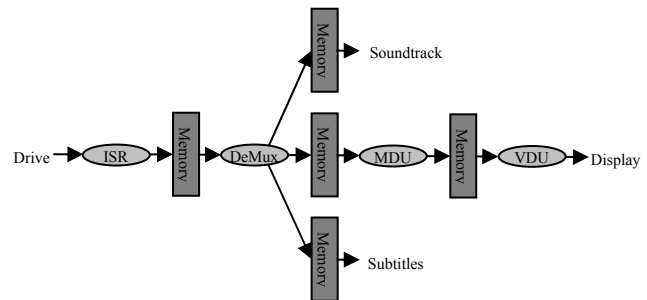 Memory
Soundtrack
Drive
ISR
Memory
DeMux
Memory
MDU
Memory
VDU
Display
Memory
Subtitles